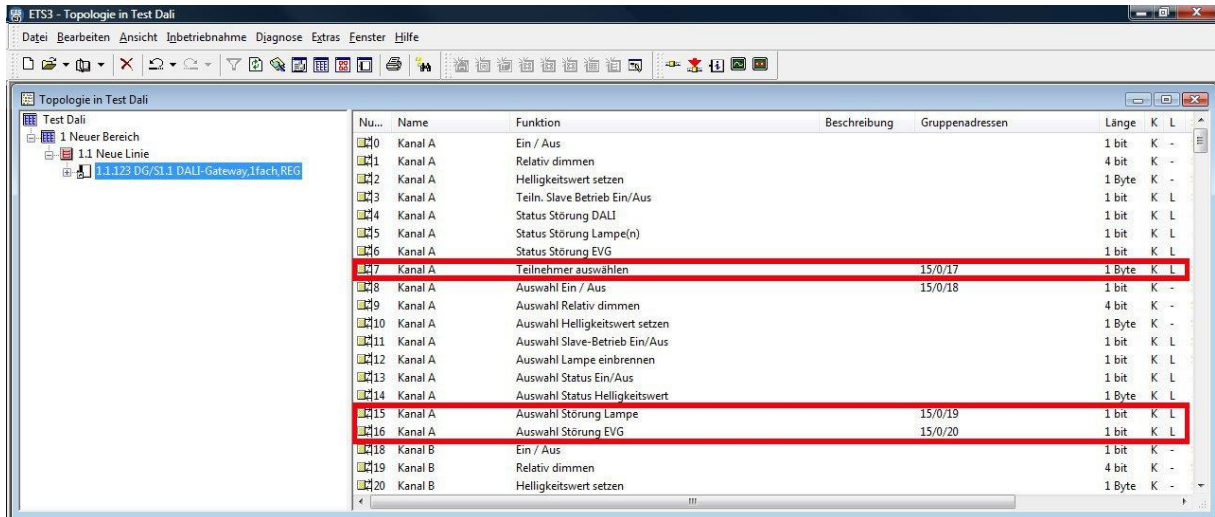 ETS3 - Topologie in Test Dali
Datei Bearbeiten Ansicht Inbetriebnahme Diagnose Extras Fenster Hilfe
Topologie in Test Dali
Test Dali
1 Neuer Bereich
1.1 Neue Linie
1.1.123 DG/S1.1 DALI-Gateway,1fach,REG
Nu... Name Funktion Beschreibung Gruppenadressen Länge K L
0 Kanal A Ein / Aus 1 bit K -
1 Kanal A Relativ dimmen 4 bit K -
2 Kanal A Helligkeitswert setzen 1 Byte K -
3 Kanal A Teiln. Slave Betrieb Ein/Aus 1 bit K L
4 Kanal A Status Störung DALI 1 bit K L
5 Kanal A Status Störung Lampe(n) 1 bit K L
6 Kanal A Status Störung EVG 1 bit K L
7 Kanal A Teilnehmer auswählen 15/0/17 1 Byte K L
8 Kanal A Auswahl Ein / Aus 15/0/18 1 bit K -
9 Kanal A Auswahl Relativ dimmen 4 bit K -
10 Kanal A Auswahl Helligkeitswert setzen 1 Byte K -
11 Kanal A Auswahl Slave-Betrieb Ein/Aus 1 bit K L
12 Kanal A Auswahl Lampe einbrennen 1 bit K L
13 Kanal A Auswahl Status Ein/Aus 1 bit K L
14 Kanal A Auswahl Status Helligkeitswert 1 Byte K L
15 Kanal A Auswahl Störung Lampe 15/0/19 1 bit K L
16 Kanal A Auswahl Störung EVG 15/0/20 1 bit K L
18 Kanal B Ein / Aus 1 bit K -
19 Kanal B Relativ dimmen 4 bit K -
20 Kanal B Helligkeitswert setzen 1 Byte K -